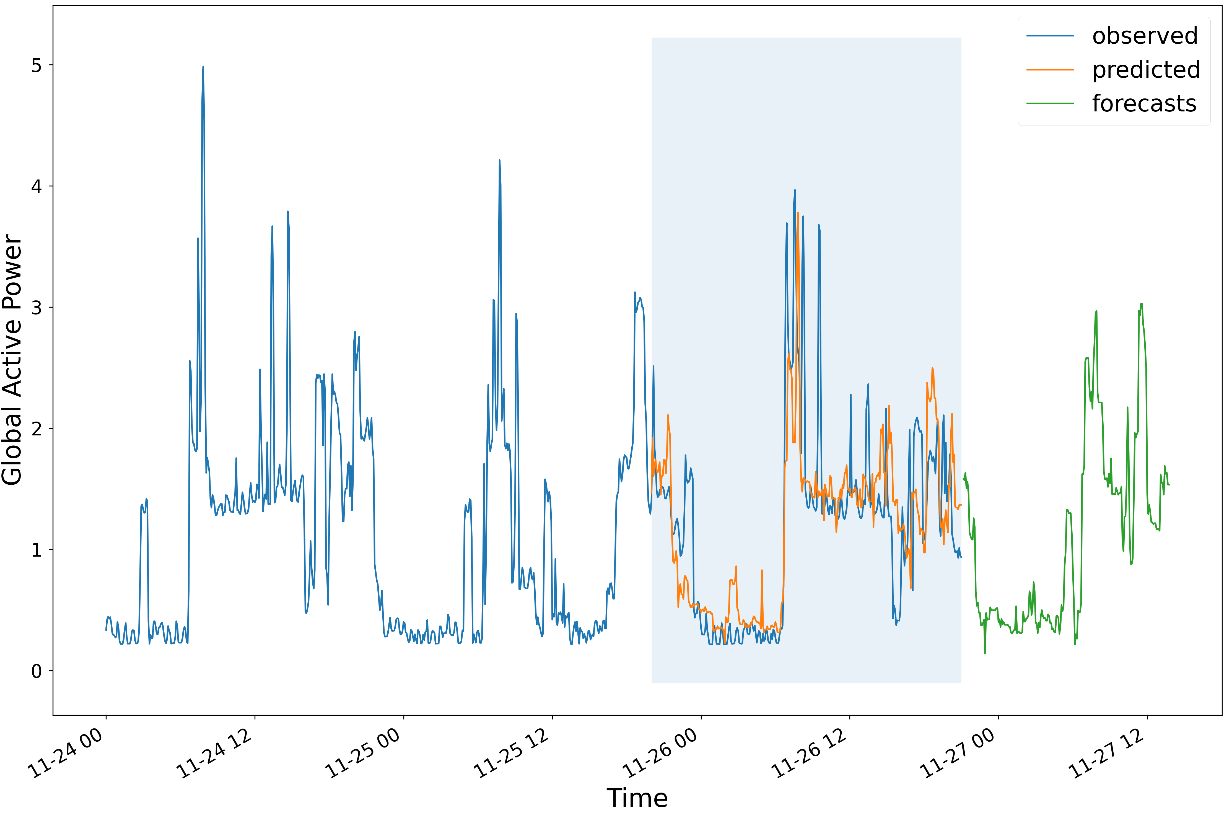 observed
predicted
forecasts
Global Active Power
5
4
3
2
1
0
11-24 00
11-24 12
11-25 00
11-25 12
11-26 00
11-26 12
11-27 00
11-27 12
Time